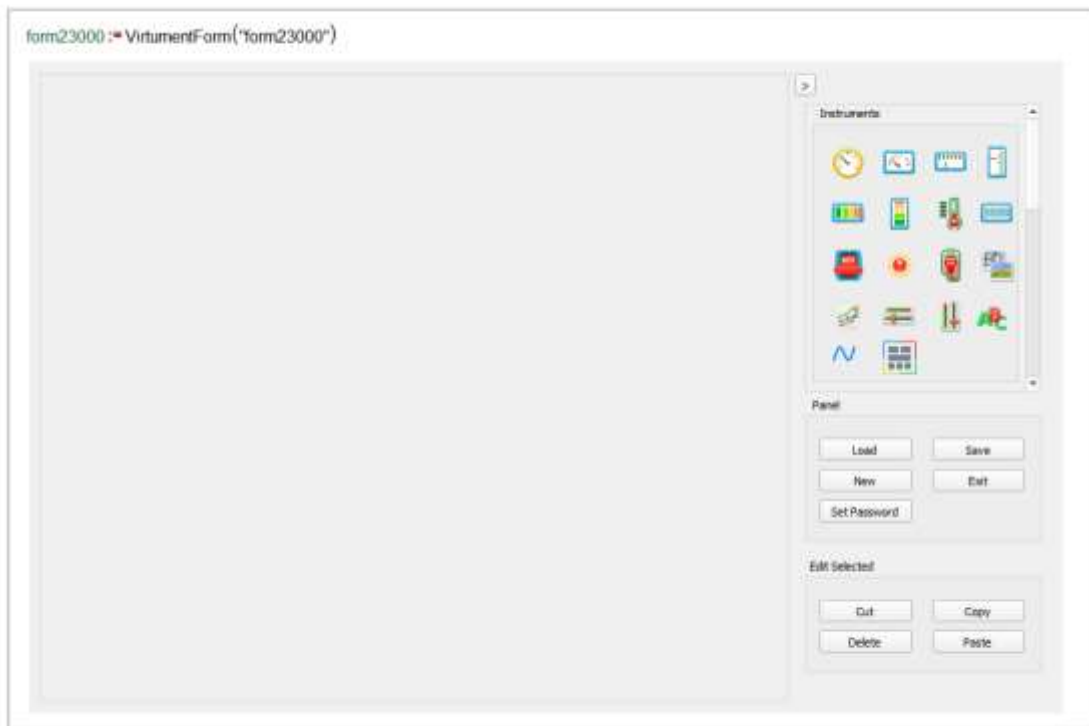 form23000 := VirtumentForm("form23000")
>
Instruments
Panel
Load Save
New Exit
Set Password
Edit Selected
Cut Copy
Delete Paste